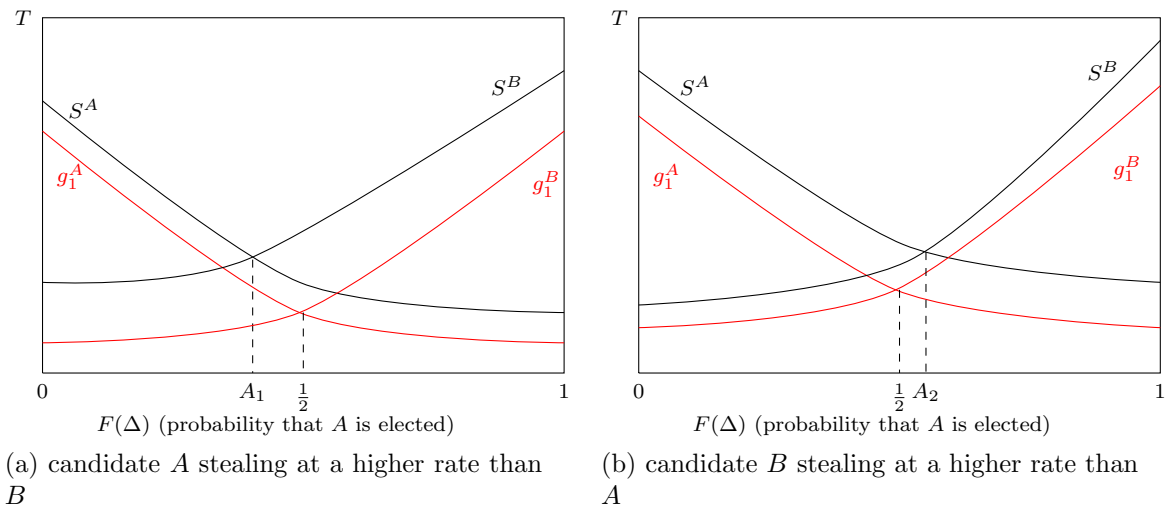 T
S^A
S^B
g_1^A
g_1^B
0
A_1
1/2
1
F(Δ) (probability that A is elected)
(a) candidate A stealing at a higher rate than
B
T
S^A
S^B
g_1^A
g_1^B
0
1/2
A_2
1
F(Δ) (probability that A is elected)
(b) candidate B stealing at a higher rate than
A